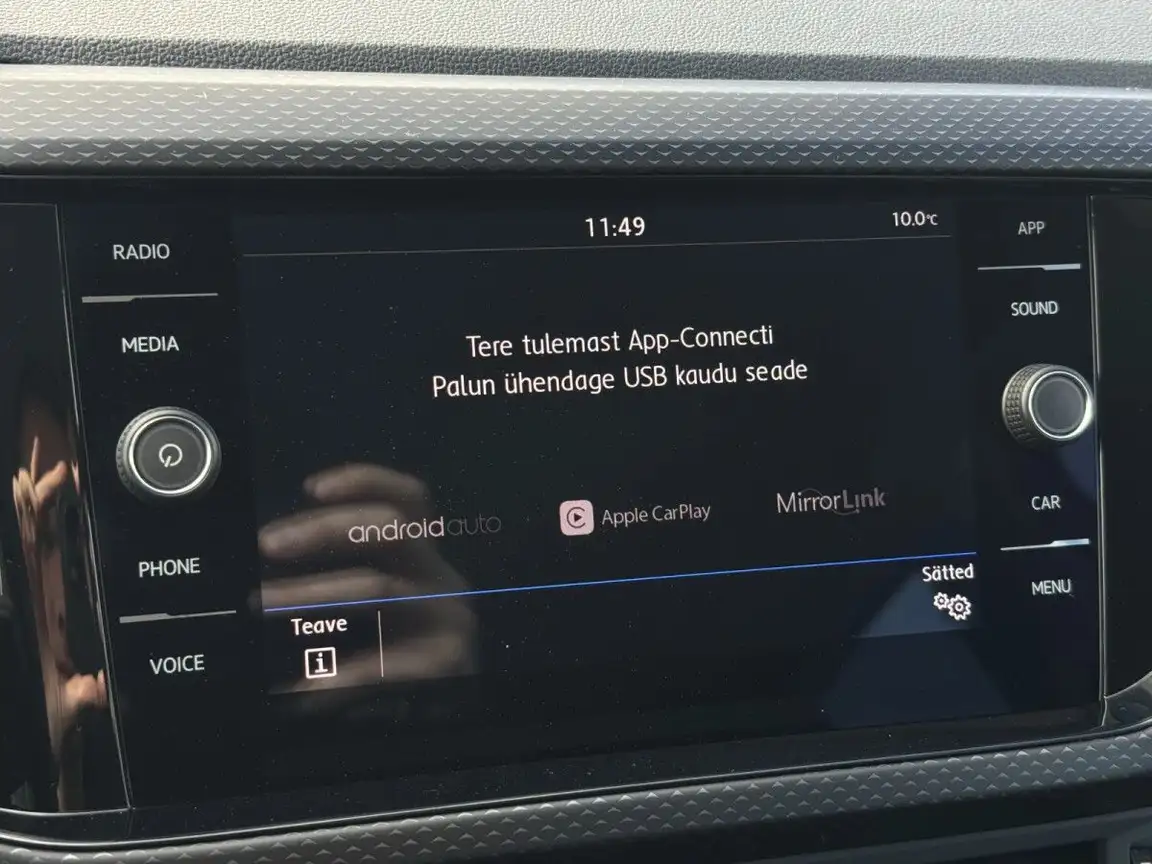 11:49
10.0°C
RADIO
MEDIA
PHONE
VOICE
Tere tulemast App-Connecti
Palun ühendage USB kaudu seade
androidauto
Apple CarPlay
MirrorLink
Teave
i
Sätted
APP
SOUND
CAR
MENU